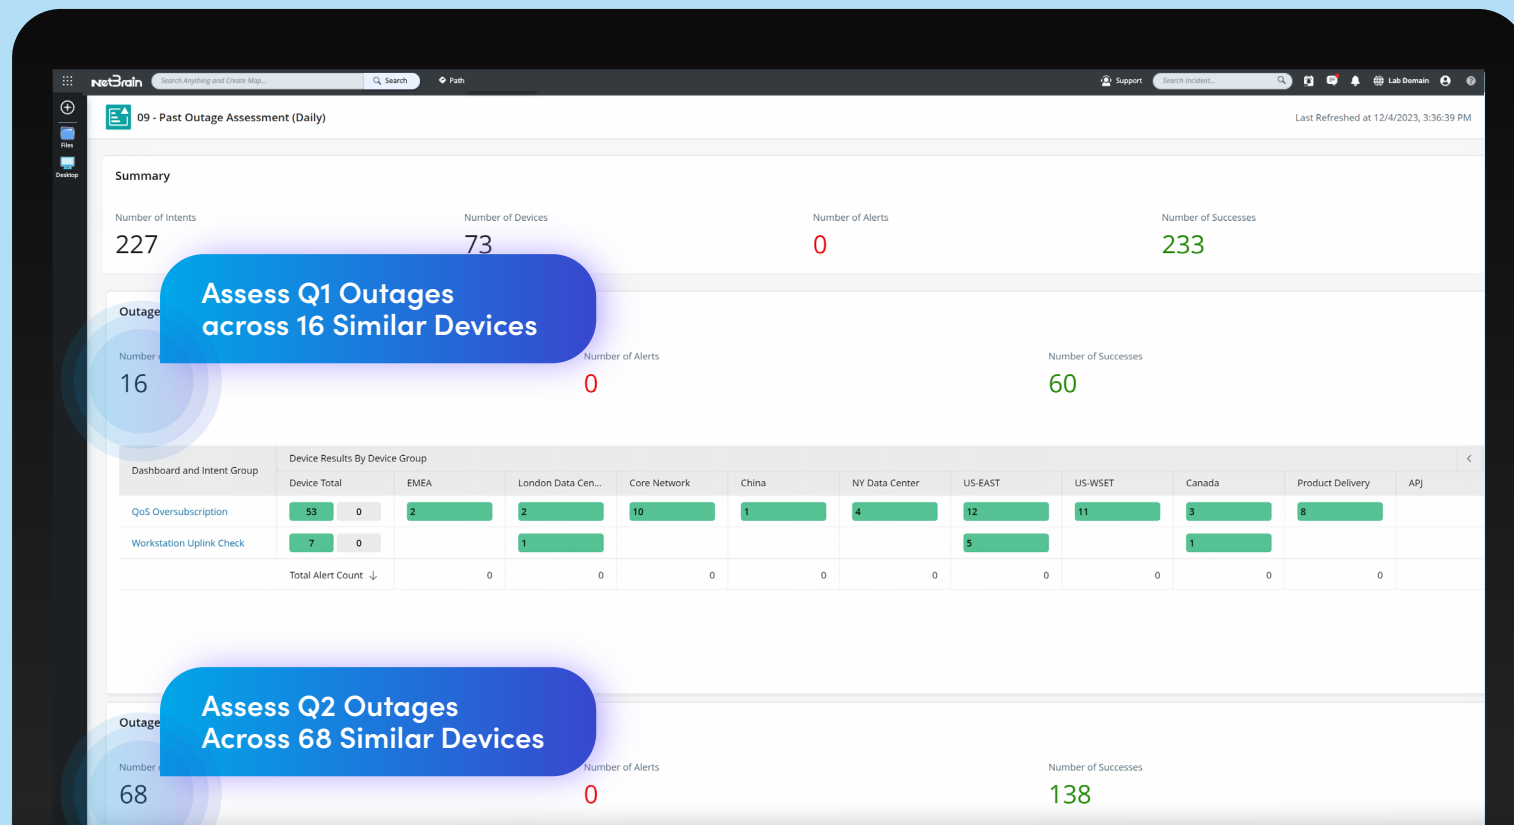 NetBrain Search Anything and Create Map... Search Path Support Search Incident... Lab Domain
09 - Past Outage Assessment (Daily) Last Refreshed at 12/4/2023, 3:36:39 PM
Files
Desktop
Summary
Number of Intents Number of Devices Number of Alerts Number of Successes
227 73 0 233
Assess Q1 Outages
across 16 Similar Devices
Outage
Number Number of Alerts Number of Successes
16 0 60
Dashboard and Intent Group Device Results By Device Group
Device Total EMEA London Data Cen... Core Network China NY Data Center US-EAST US-WSET Canada Product Delivery APJ
QoS Oversubscription 53 0 2 2 10 1 4 12 11 3 8
Workstation Uplink Check 7 0 1 5 1
Total Alert Count ↓ 0 0 0 0 0 0 0 0 0
Assess Q2 Outages
Across 68 Similar Devices
Outage
Number Number of Alerts Number of Successes
68 0 138